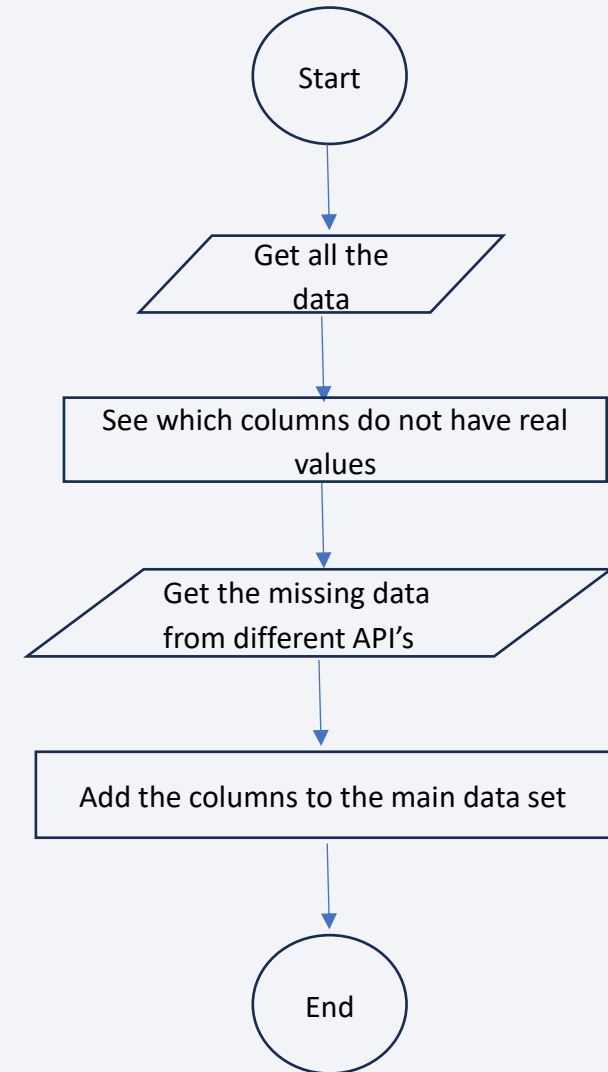 Start
Get all the
data
See which columns do not have real
values
Get the missing data
from different API’s
Add the columns to the main data set
End